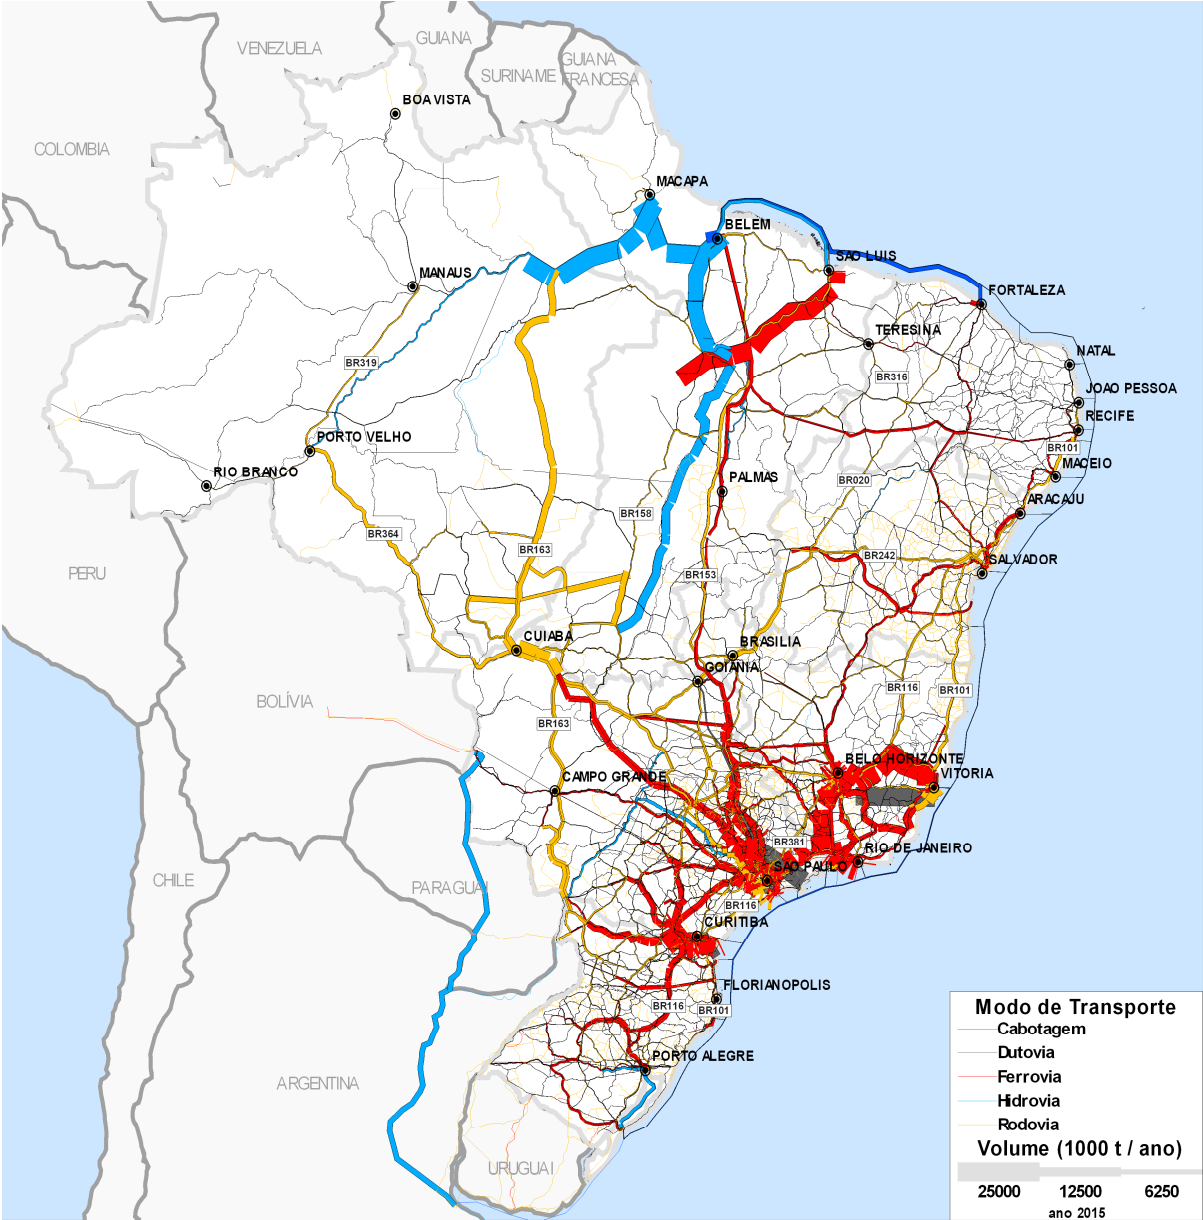 VENEZUELA
GUIANA
SURINAME
GUIANA
FRANCESA
COLOMBIA
BOA VISTA
MACAPA
BELEM
MANAUS
SAO LUIS
FORTALEZA
TERESINA
NATAL
BR319
BR316
JOAO PESSOA
RECIFE
PORTO VELHO
BR101
RIO BRANCO
PALMAS
BR020
MACEIO
ARACAJU
BR364
BR158
BR163
BR242
SALVADOR
PERU
BR153
CUIABA
BRASILIA
GOIANIA
BOLÍVIA
BR116
BR101
BR163
BELO HORIZONTE
CAMPO GRANDE
VITORIA
BR381
RIO DE JANEIRO
CHILE
PARAGUAI
SAO PAULO
BR116
CURITIBA
FLORIANOPOLIS
BR116
BR101
PORTO ALEGRE
ARGENTINA
URUGUAI
Modo de Transporte
Cabotagem
Dutovia
Ferrovia
Hidrovia
Rodovia
Volume (1000 t / ano)
25000 12500 6250
ano 2015